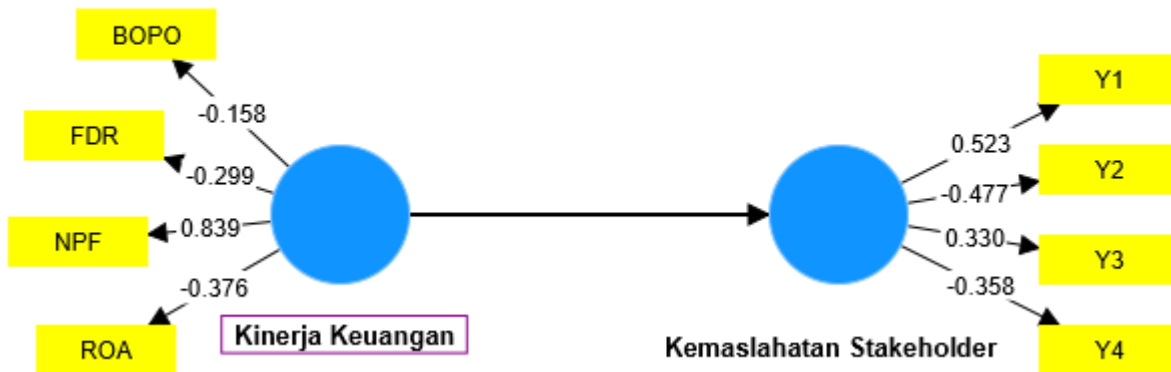 BOPO
-0.158
FDR
-0.299
NPF
0.839
ROA
-0.376
Kinerja Keuangan
Kemaslahatan Stakeholder
Y1
0.523
Y2
-0.477
Y3
0.330
Y4
-0.358